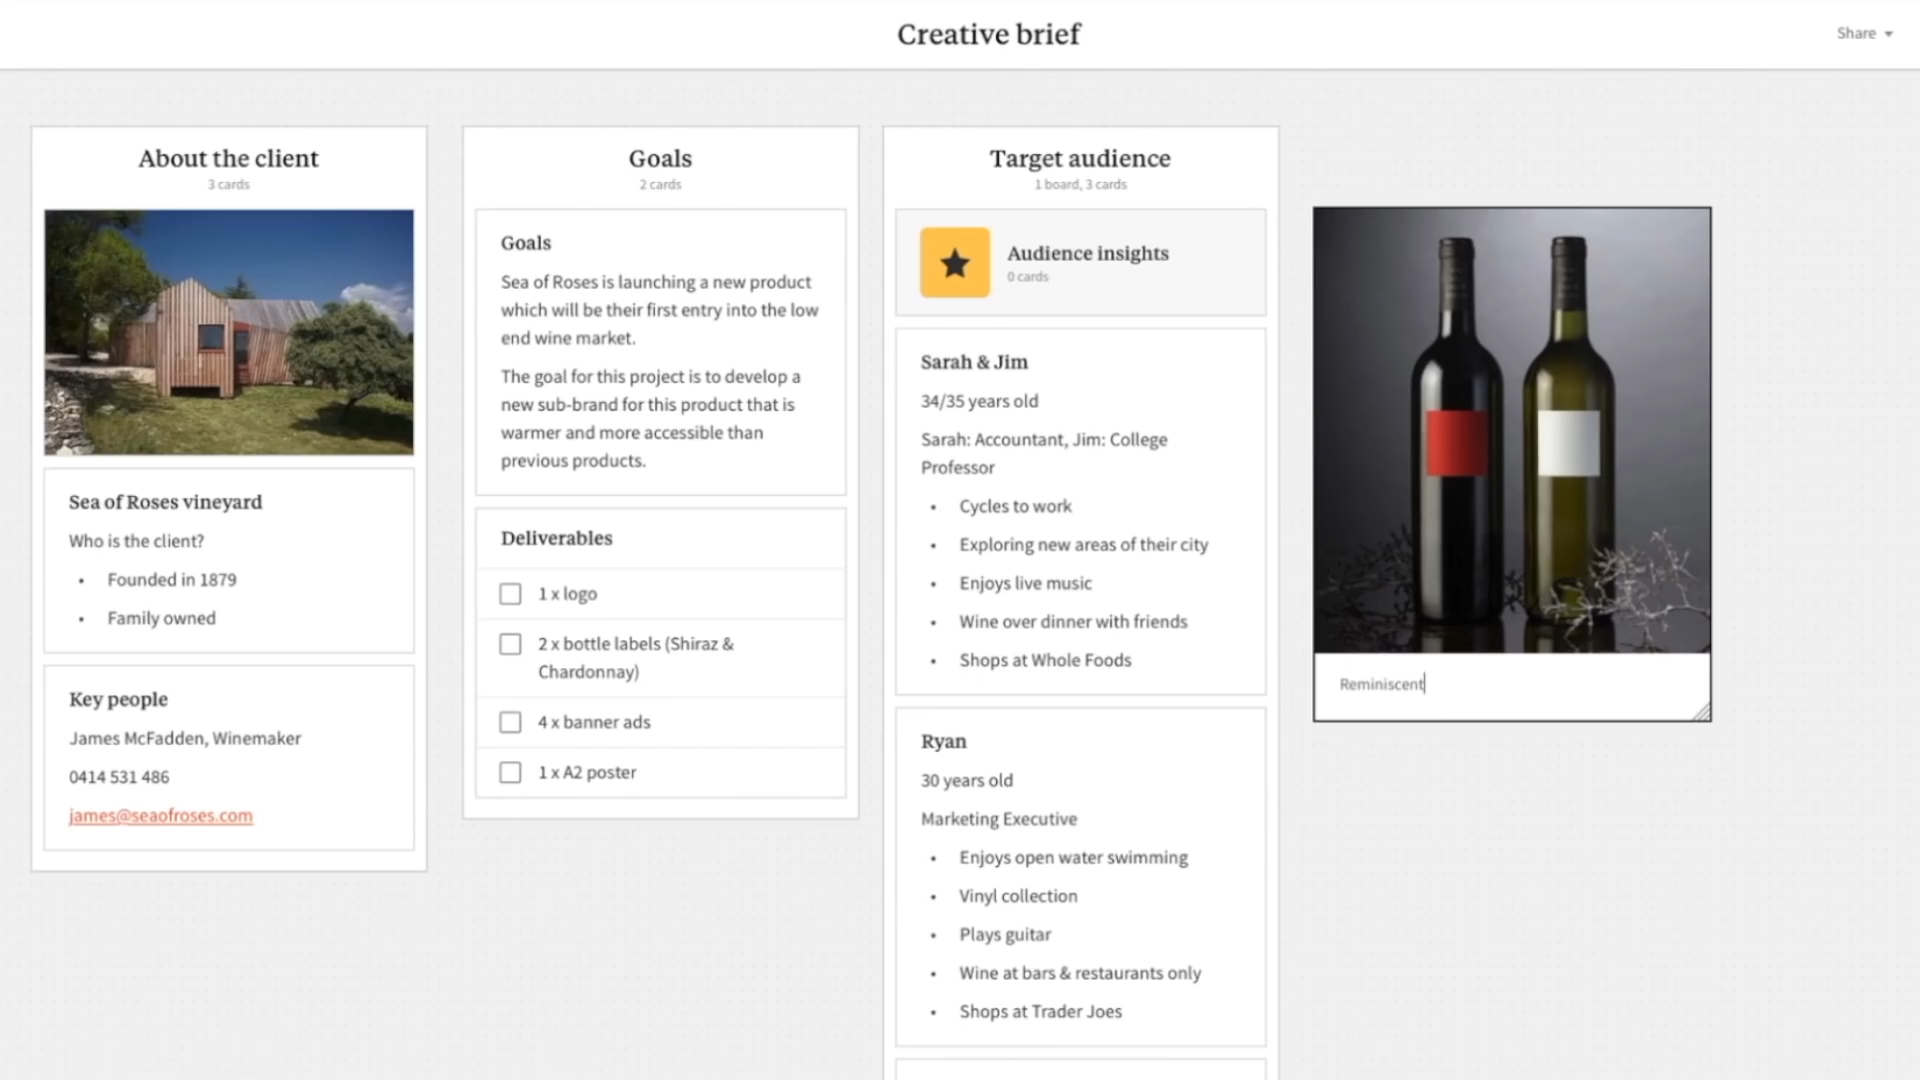 Creative brief
Share
About the client
3 cards
Sea of Roses vineyard
Who is the client?
• Founded in 1879
• Family owned
Key people
James McFadden, Winemaker
0414 531 486
james@seaofroses.com
Goals
2 cards
Goals
Sea of Roses is launching a new product
which will be their first entry into the low
end wine market.
The goal for this project is to develop a
new sub-brand for this product that is
warmer and more accessible than
previous products.
Deliverables
1 x logo
2 x bottle labels (Shiraz &
Chardonnay)
4 x banner ads
1 x A2 poster
Target audience
1 board, 3 cards
Audience insights
0 cards
Sarah & Jim
34/35 years old
Sarah: Accountant, Jim: College
Professor
• Cycles to work
• Exploring new areas of their city
• Enjoys live music
• Wine over dinner with friends
• Shops at Whole Foods
Ryan
30 years old
Marketing Executive
• Enjoys open water swimming
• Vinyl collection
• Plays guitar
• Wine at bars & restaurants only
• Shops at Trader Joes
Reminiscent